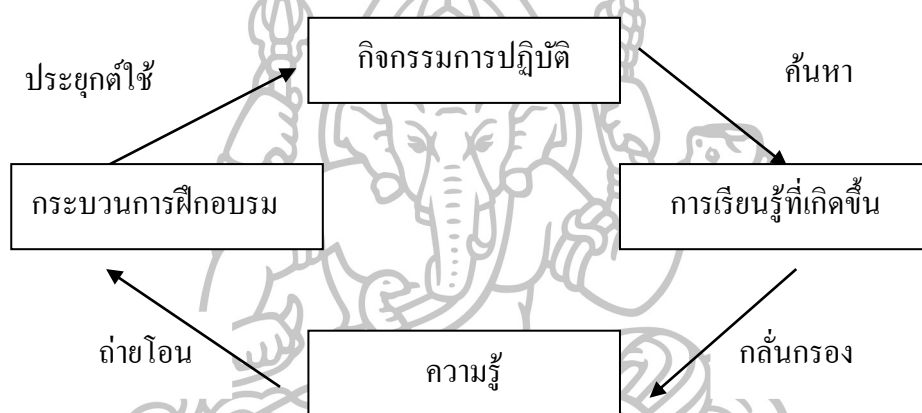 กิจกรรมการปฏิบัติ
ประยุกต์ใช้
ค้นหา
กระบวนการฝึกอบรม
การเรียนรู้ที่เกิดขึ้น
ถ่ายโอน
กลั่นกรอง
ความรู้